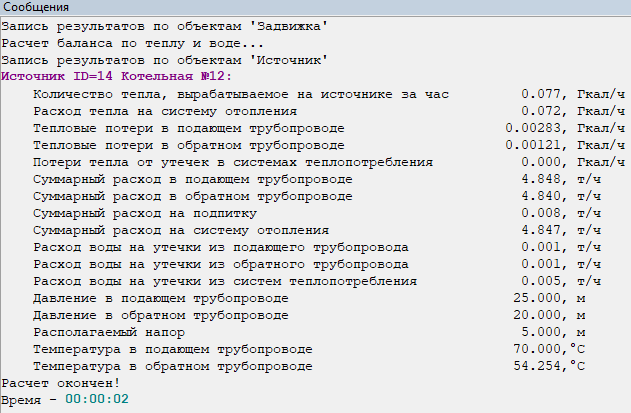 Сообщения
Запись результатов по объектам 'Задвижка'
Расчет баланса по теплу и воде...
Запись результатов по объектам 'Источник'
Источник ID=14 Котельная №12:
Количество тепла, вырабатываемое на источнике за час 0.077, Гкал/ч
Расход тепла на систему отопления 0.072, Гкал/ч
Тепловые потери в подающем трубопроводе 0.00283, Гкал/ч
Тепловые потери в обратном трубопроводе 0.00121, Гкал/ч
Потери тепла от утечек в системах теплопотребления 0.000, Гкал/ч
Суммарный расход в подающем трубопроводе 4.848, т/ч
Суммарный расход в обратном трубопроводе 4.840, т/ч
Суммарный расход на подпитку 0.008, т/ч
Суммарный расход на систему отопления 4.847, т/ч
Расход воды на утечки из подающего трубопровода 0.001, т/ч
Расход воды на утечки из обратного трубопровода 0.001, т/ч
Расход воды на утечки из систем теплопотребления 0.005, т/ч
Давление в подающем трубопроводе 25.000, м
Давление в обратном трубопроводе 20.000, м
Располагаемый напор 5.000, м
Температура в подающем трубопроводе 70.000,°C
Температура в обратном трубопроводе 54.254,°C
Расчет окончен!
Время - 00:00:02